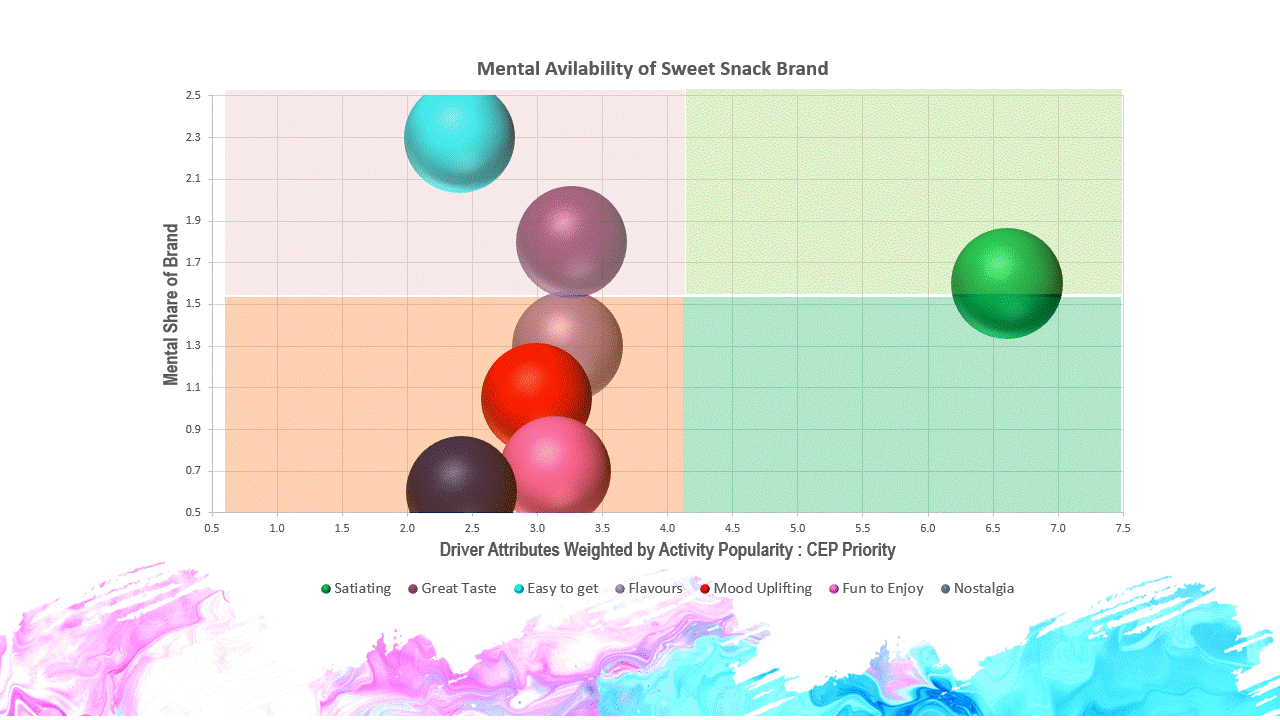 Mental Avilability of Sweet Snack Brand
Mental Share of Brand
2.5
2.3
2.1
1.9
1.7
1.5
1.3
1.1
0.9
0.7
0.5
0.5 1.0 1.5 2.0 2.5 3.0 3.5 4.0 4.5 5.0 5.5 6.0 6.5 7.0 7.5
Driver Attributes Weighted by Activity Popularity : CEP Priority
Satiating Great Taste Easy to get Flavours Mood Uplifting Fun to Enjoy Nostalgia